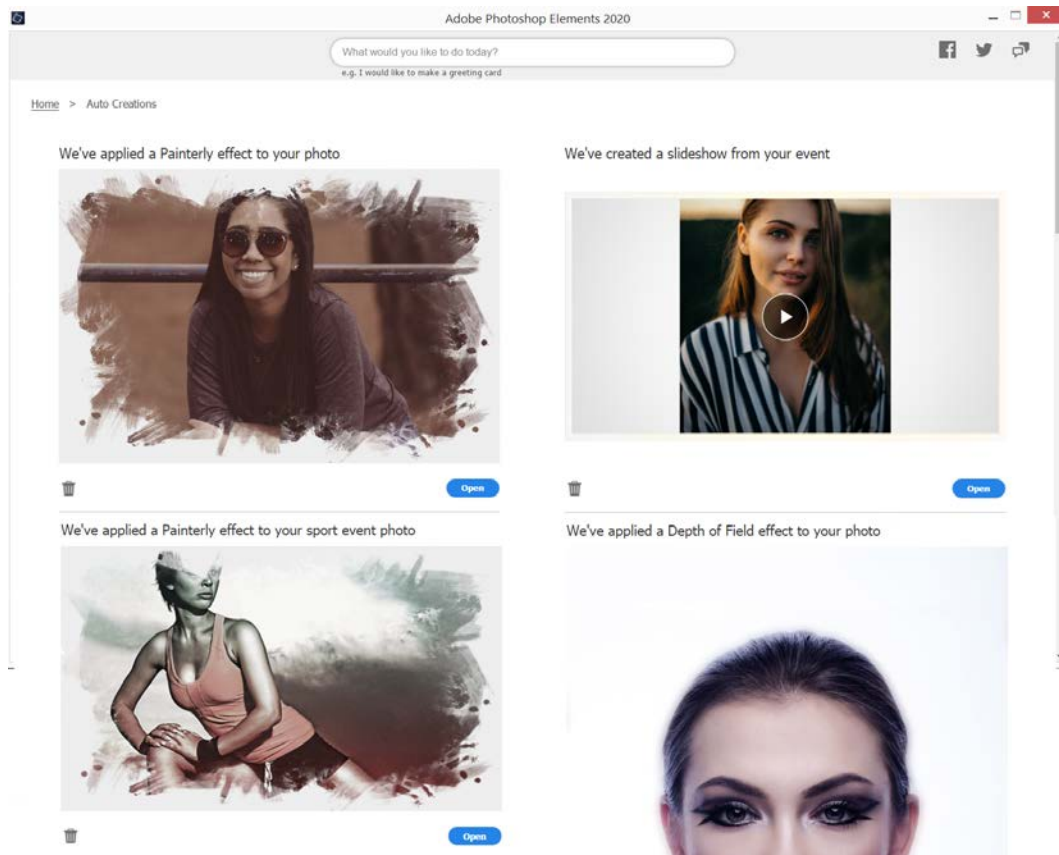 Adobe Photoshop Elements 2020
What would you like to do today?
e.g. I would like to make a greeting card
Home > Auto Creations
We've applied a Painterly effect to your photo
We've created a slideshow from your event
Open
Open
We've applied a Painterly effect to your sport event photo
We've applied a Depth of Field effect to your photo
Open